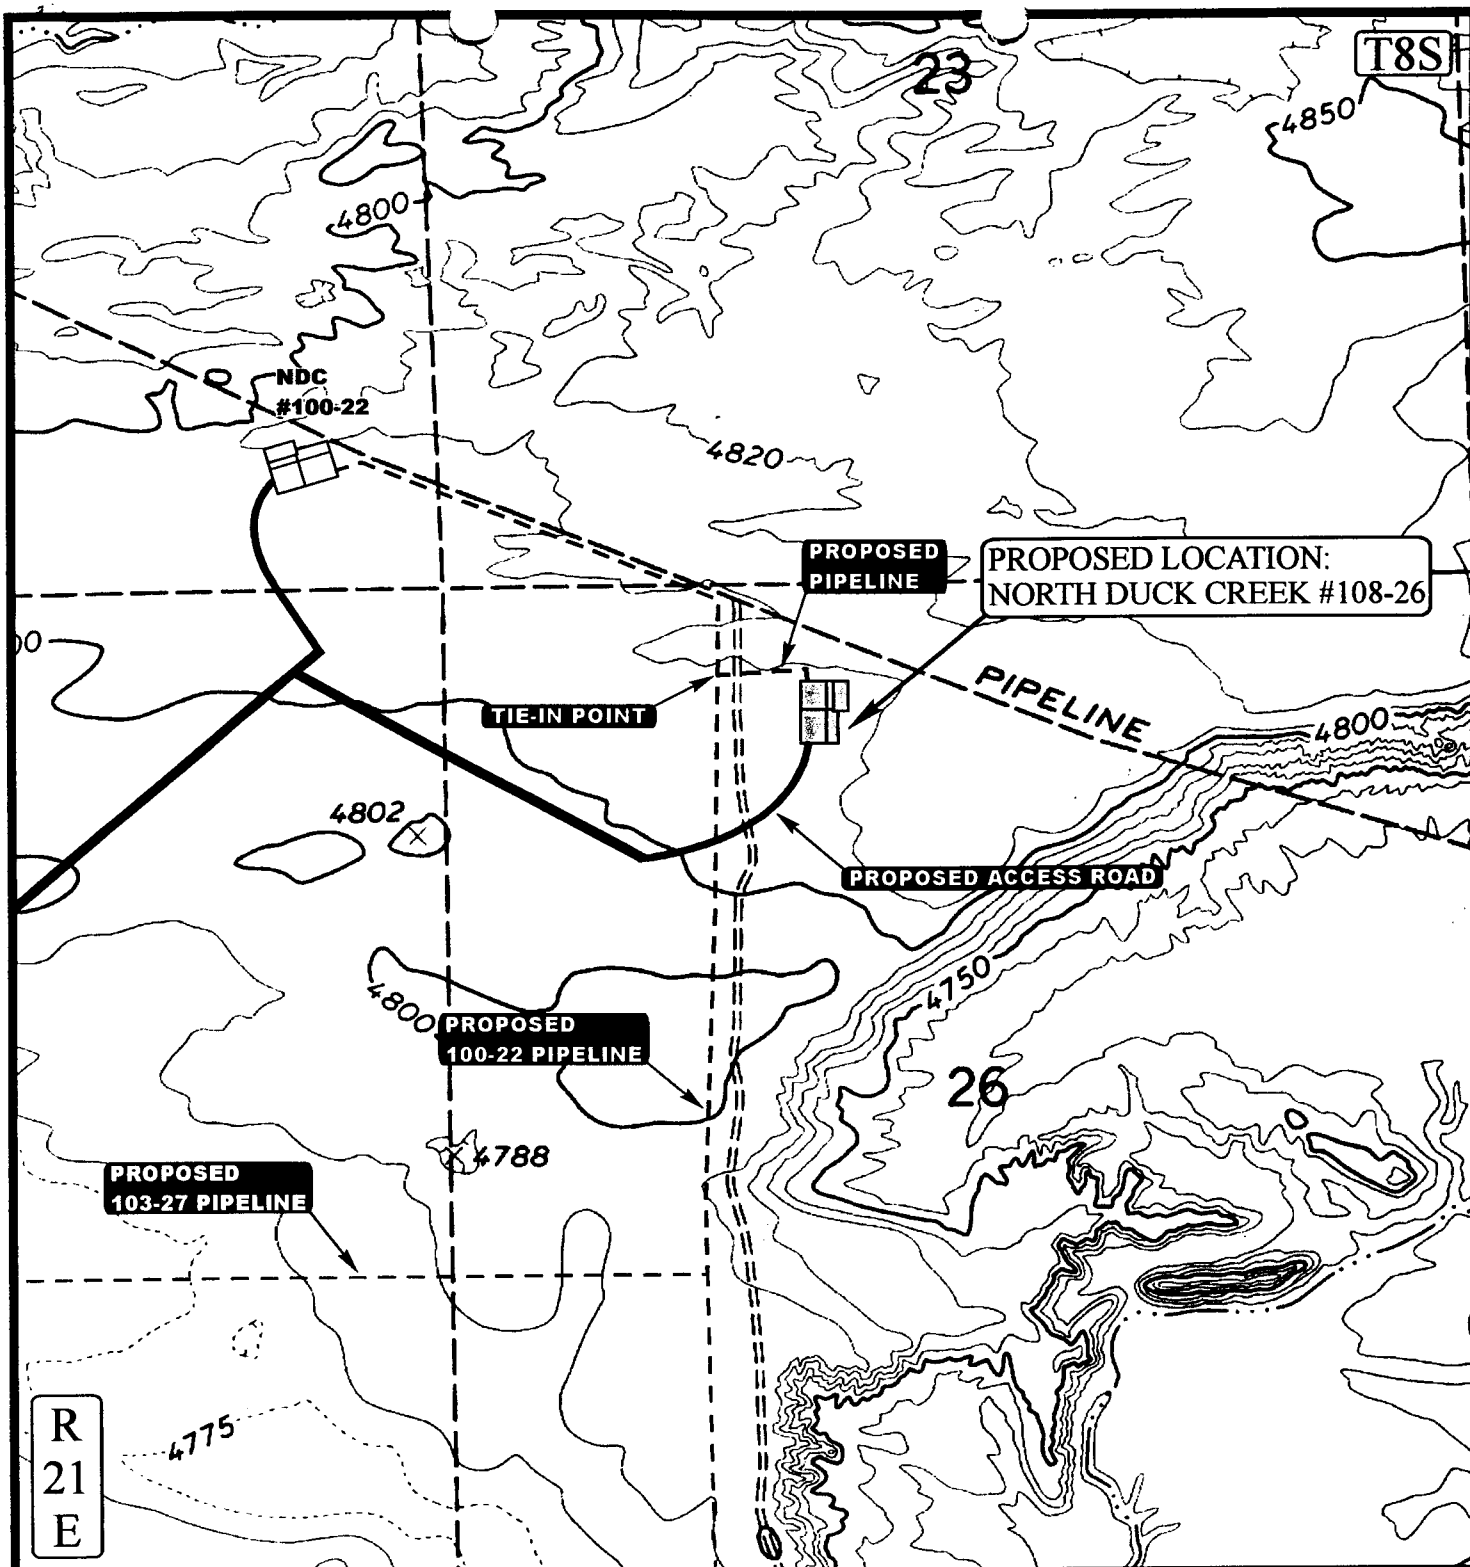 23
T8S
4850
4800
NDC
#100-22
4820
PROPOSED
PIPELINE
PROPOSED LOCATION:
NORTH DUCK CREEK #108-26
TIE-IN POINT
PIPELINE
4800
4802
PROPOSED ACCESS ROAD
4750
4800
PROPOSED
100-22 PIPELINE
26
4788
PROPOSED
103-27 PIPELINE
4775
R
21
E